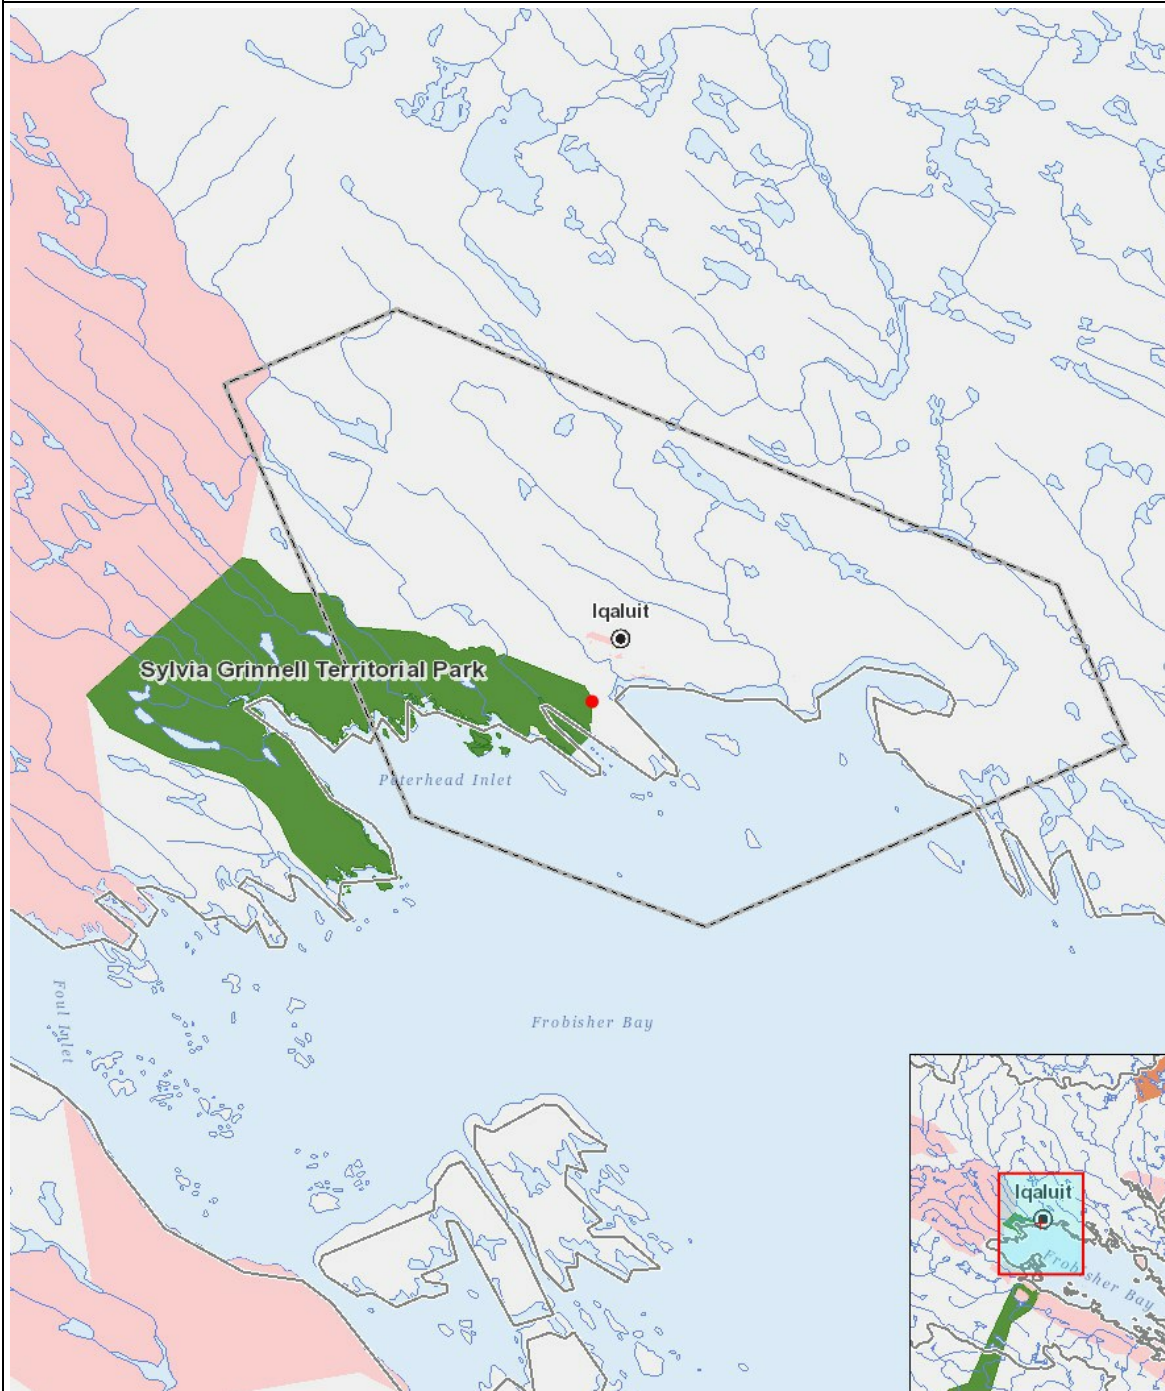 Iqaluit
Sylvia Grinnell Territorial Park
Peterhead Inlet
Foul Inlet
Frobisher Bay
Iqaluit
Frobisher Bay